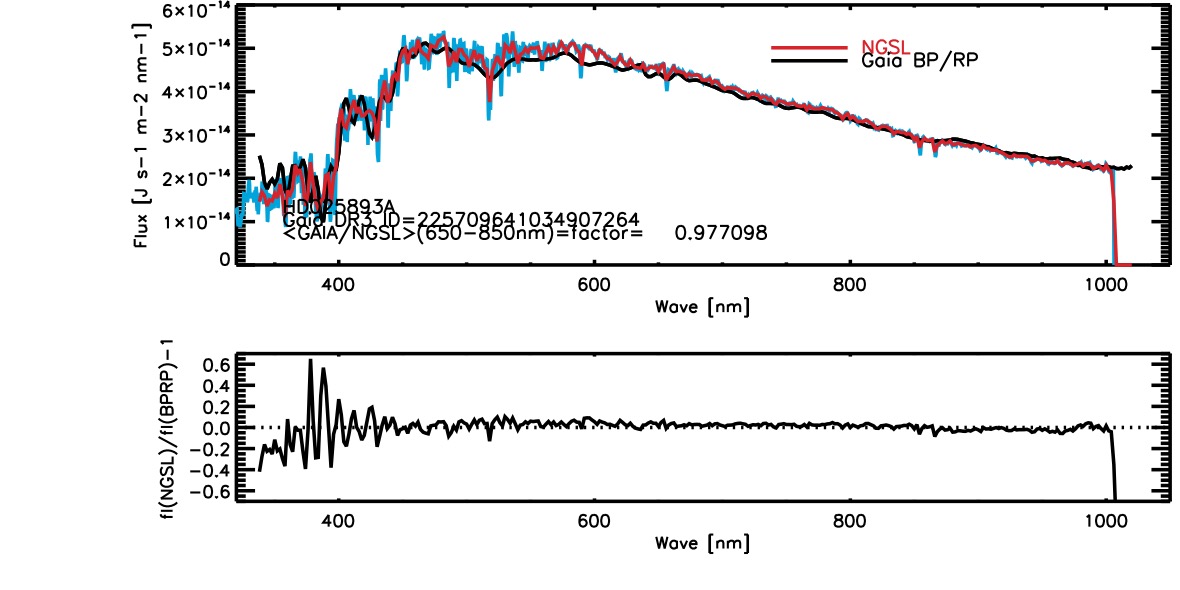 6×10⁻¹⁴
5×10⁻¹⁴
4×10⁻¹⁴
3×10⁻¹⁴
2×10⁻¹⁴
1×10⁻¹⁴
0
Flux [J s−1 m−2 nm−1]
NGSL
Gaia BP/RP
HD025893A
Gaia DR3 ID=225709641034907264
<GAIA/NGSL>(650−850nm)=factor= 0.977098
400 600 800 1000
Wave [nm]
fl(NGSL)/fl(BPRP)−1
0.6
0.4
0.2
0.0
−0.2
−0.4
−0.6
400 600 800 1000
Wave [nm]